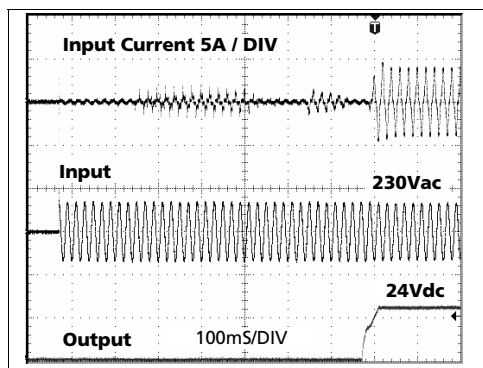 T
Input Current 5A / DIV
Input
230Vac
24Vdc
Output
100mS/DIV